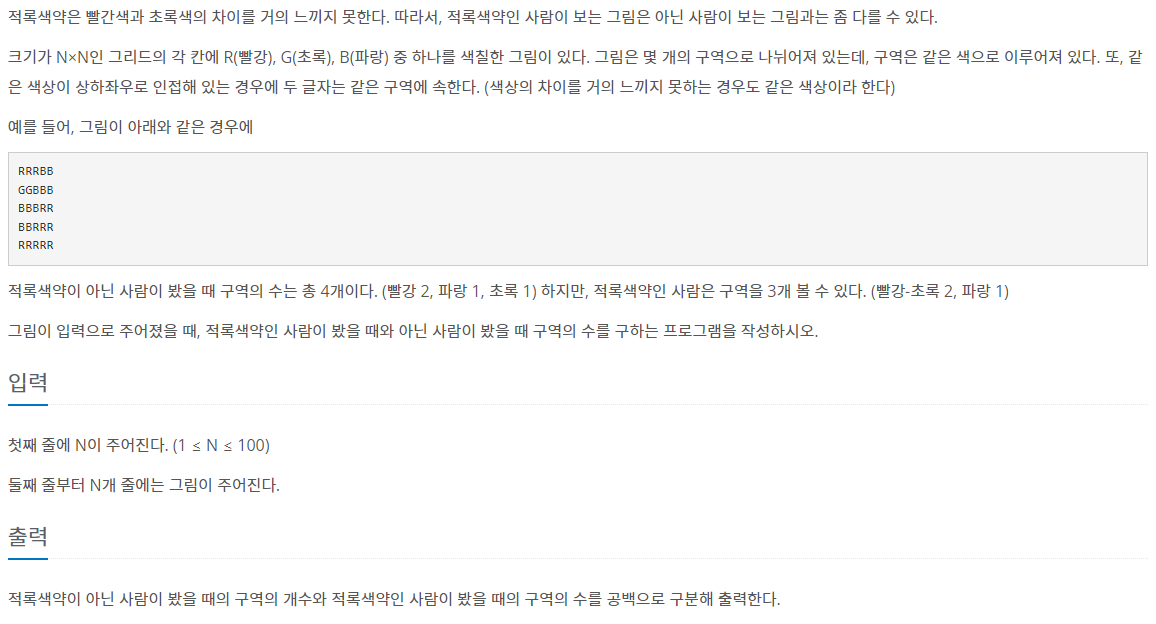 적록색약은 빨간색과 초록색의 차이를 거의 느끼지 못한다. 따라서, 적록색약인 사람이 보는 그림은 아닌 사람이 보는 그림과는 좀 다를 수 있다.
크기가 N×N인 그리드의 각 칸에 R(빨강), G(초록), B(파랑) 중 하나를 색칠한 그림이 있다. 그림은 몇 개의 구역으로 나뉘어져 있는데, 구역은 같은 색으로 이루어져 있다. 또, 같
은 색상이 상하좌우로 인접해 있는 경우에 두 글자는 같은 구역에 속한다. (색상의 차이를 거의 느끼지 못하는 경우도 같은 색상이라 한다)
예를 들어, 그림이 아래와 같은 경우에
RRRBB
GGBBB
BBBRR
BBRRR
RRRRR
적록색약이 아닌 사람이 봤을 때 구역의 수는 총 4개이다. (빨강 2, 파랑 1, 초록 1) 하지만, 적록색약인 사람은 구역을 3개 볼 수 있다. (빨강-초록 2, 파랑 1)
그림이 입력으로 주어졌을 때, 적록색약인 사람이 봤을 때와 아닌 사람이 봤을 때 구역의 수를 구하는 프로그램을 작성하시오.
입력
첫째 줄에 N이 주어진다. (1 ≤ N ≤ 100)
둘째 줄부터 N개 줄에는 그림이 주어진다.
출력
적록색약이 아닌 사람이 봤을 때의 구역의 개수와 적록색약인 사람이 봤을 때의 구역의 수를 공백으로 구분해 출력한다.